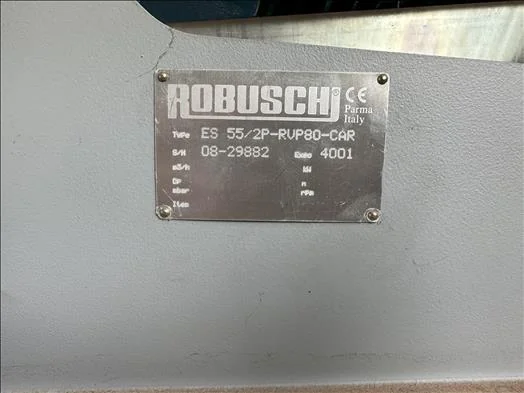 ROBUSCHI CE
Parma
Italy
Type ES 55/2P-RVP80-CAR
S/N 08-29882 Exec 4001
m3/h kW
Dp mbar n rpm
Item